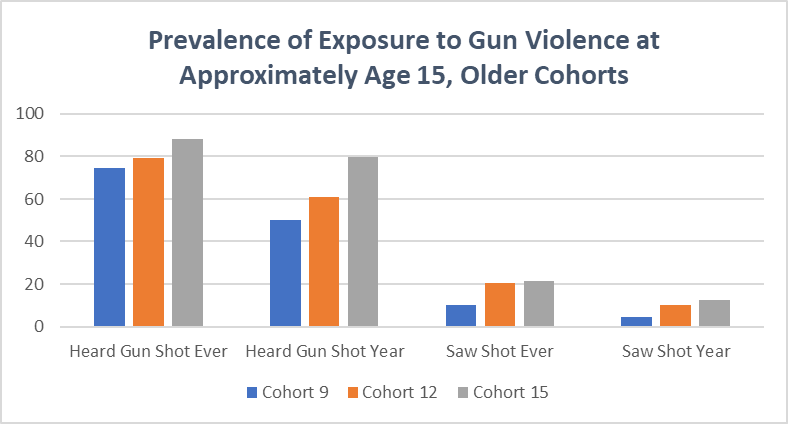 Prevalence of Exposure to Gun Violence at
Approximately Age 15, Older Cohorts
100
80
60
40
20
0
Heard Gun Shot Ever Heard Gun Shot Year Saw Shot Ever Saw Shot Year
Cohort 9 Cohort 12 Cohort 15